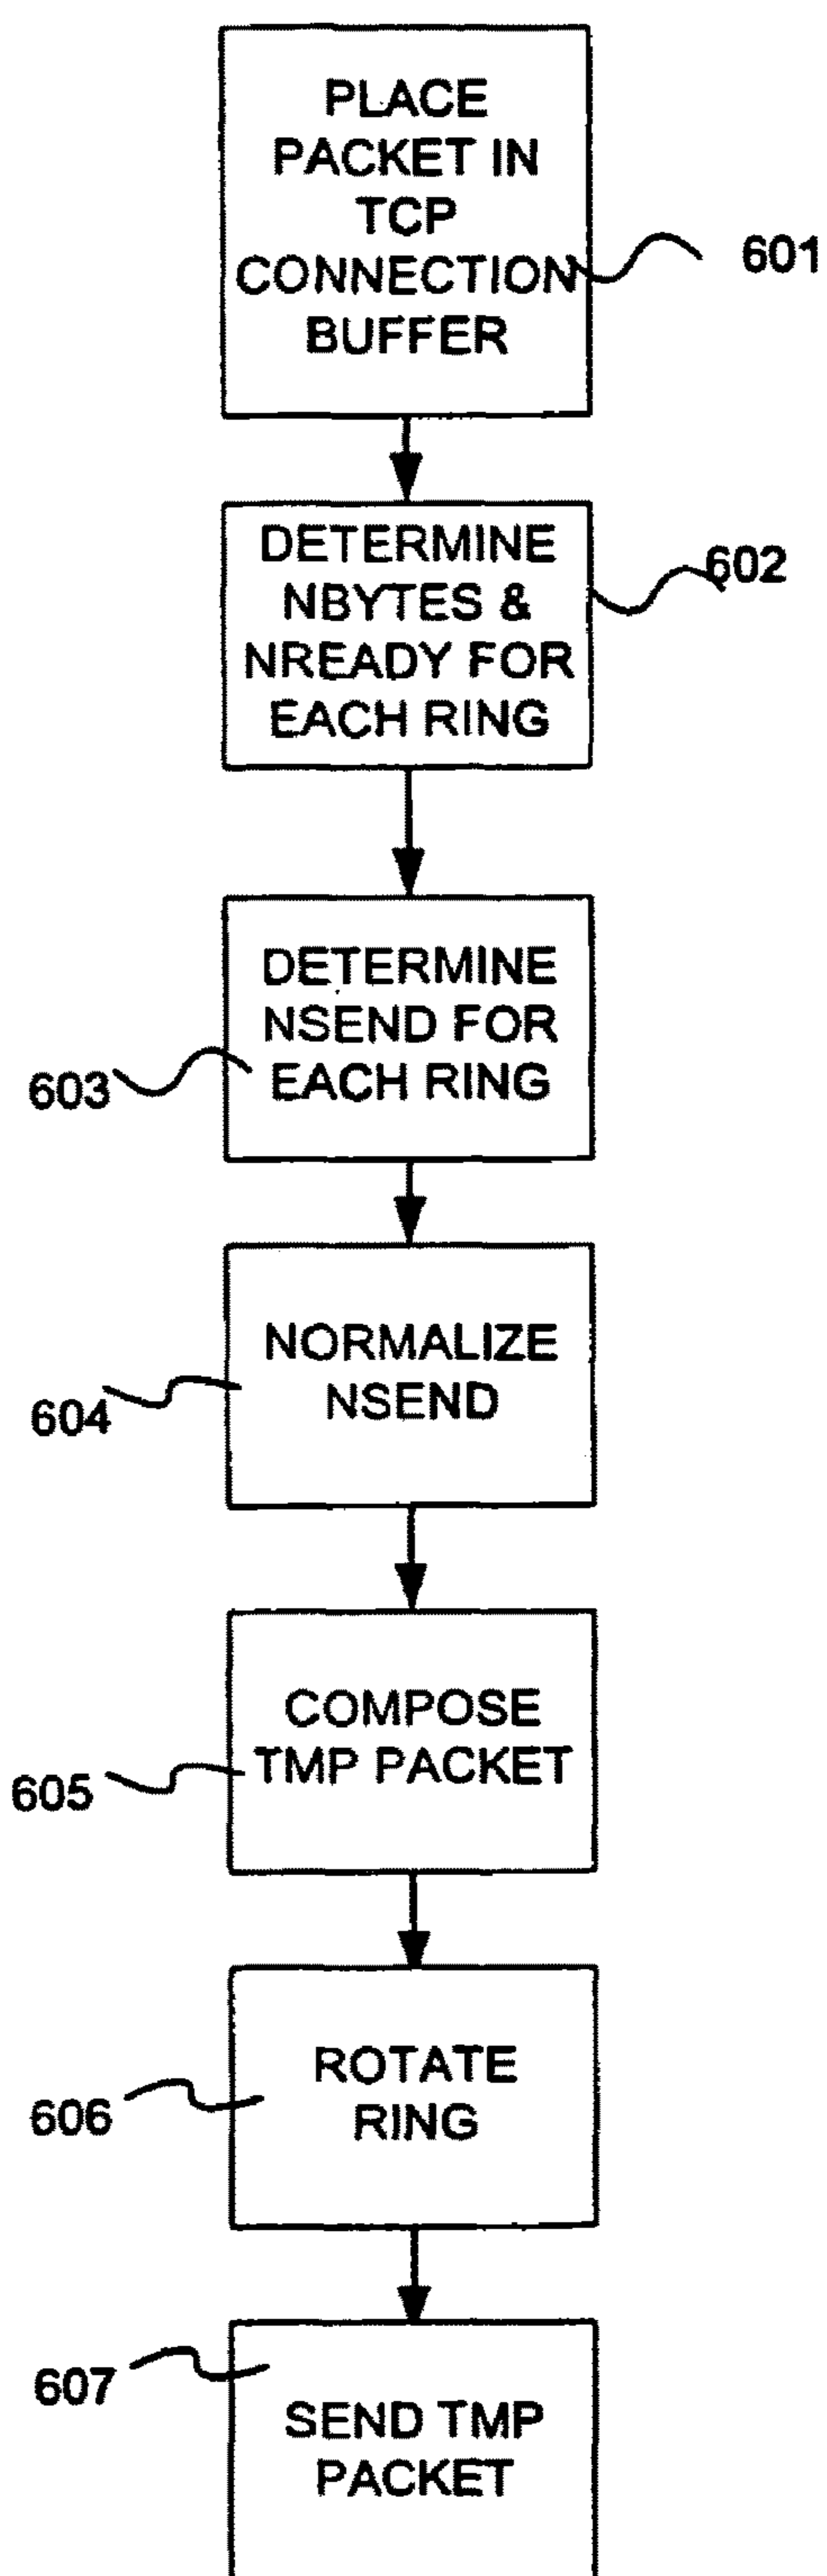 PLACE
PACKET IN
TCP
CONNECTION
BUFFER
601
DETERMINE
NBYTES &
NREADY FOR
EACH RING
602
DETERMINE
NSEND FOR
EACH RING
603
NORMALIZE
NSEND
604
COMPOSE
TMP PACKET
605
ROTATE
RING
606
SEND TMP
PACKET
607